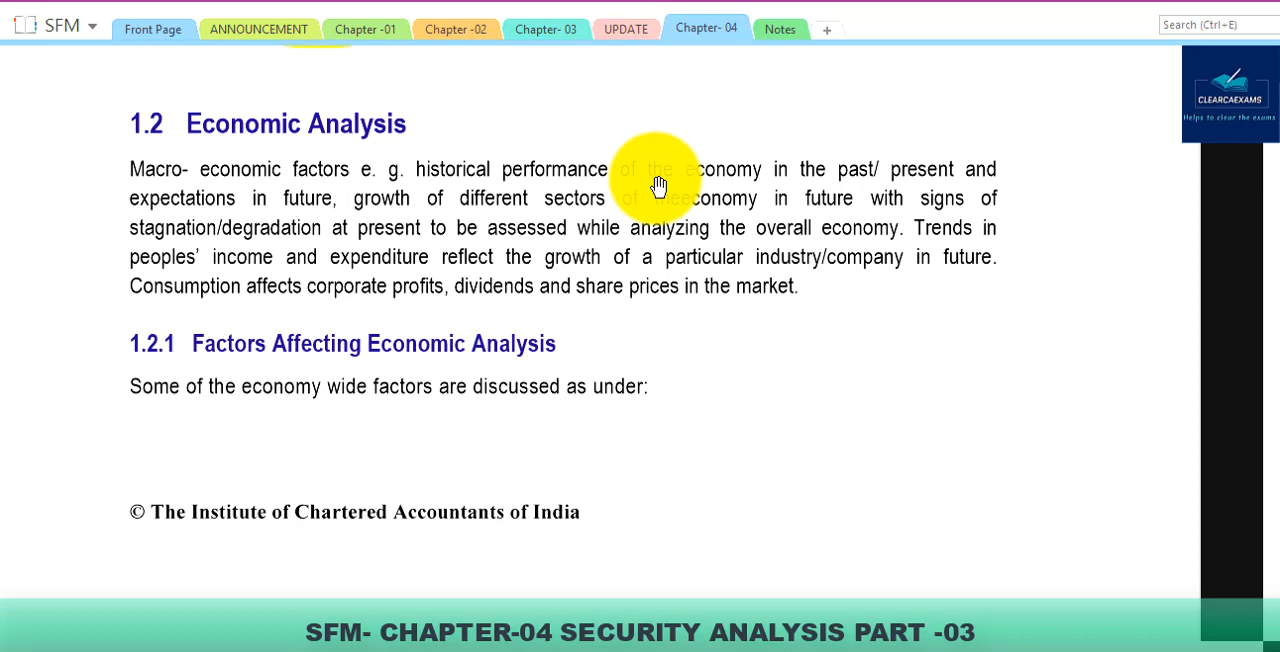 SFM
Front Page
ANNOUNCEMENT
Chapter -01
Chapter -02
Chapter- 03
UPDATE
Chapter- 04
Notes
+
Search (Ctrl+E)
CLEARCAEXAMS
Helps to clear the exams
1.2 Economic Analysis
Macro- economic factors e. g. historical performance of the economy in the past/ present and
expectations in future, growth of different sectors of theeconomy in future with signs of
stagnation/degradation at present to be assessed while analyzing the overall economy. Trends in
peoples’ income and expenditure reflect the growth of a particular industry/company in future.
Consumption affects corporate profits, dividends and share prices in the market.
1.2.1 Factors Affecting Economic Analysis
Some of the economy wide factors are discussed as under:
© The Institute of Chartered Accountants of India
SFM- CHAPTER-04 SECURITY ANALYSIS PART -03